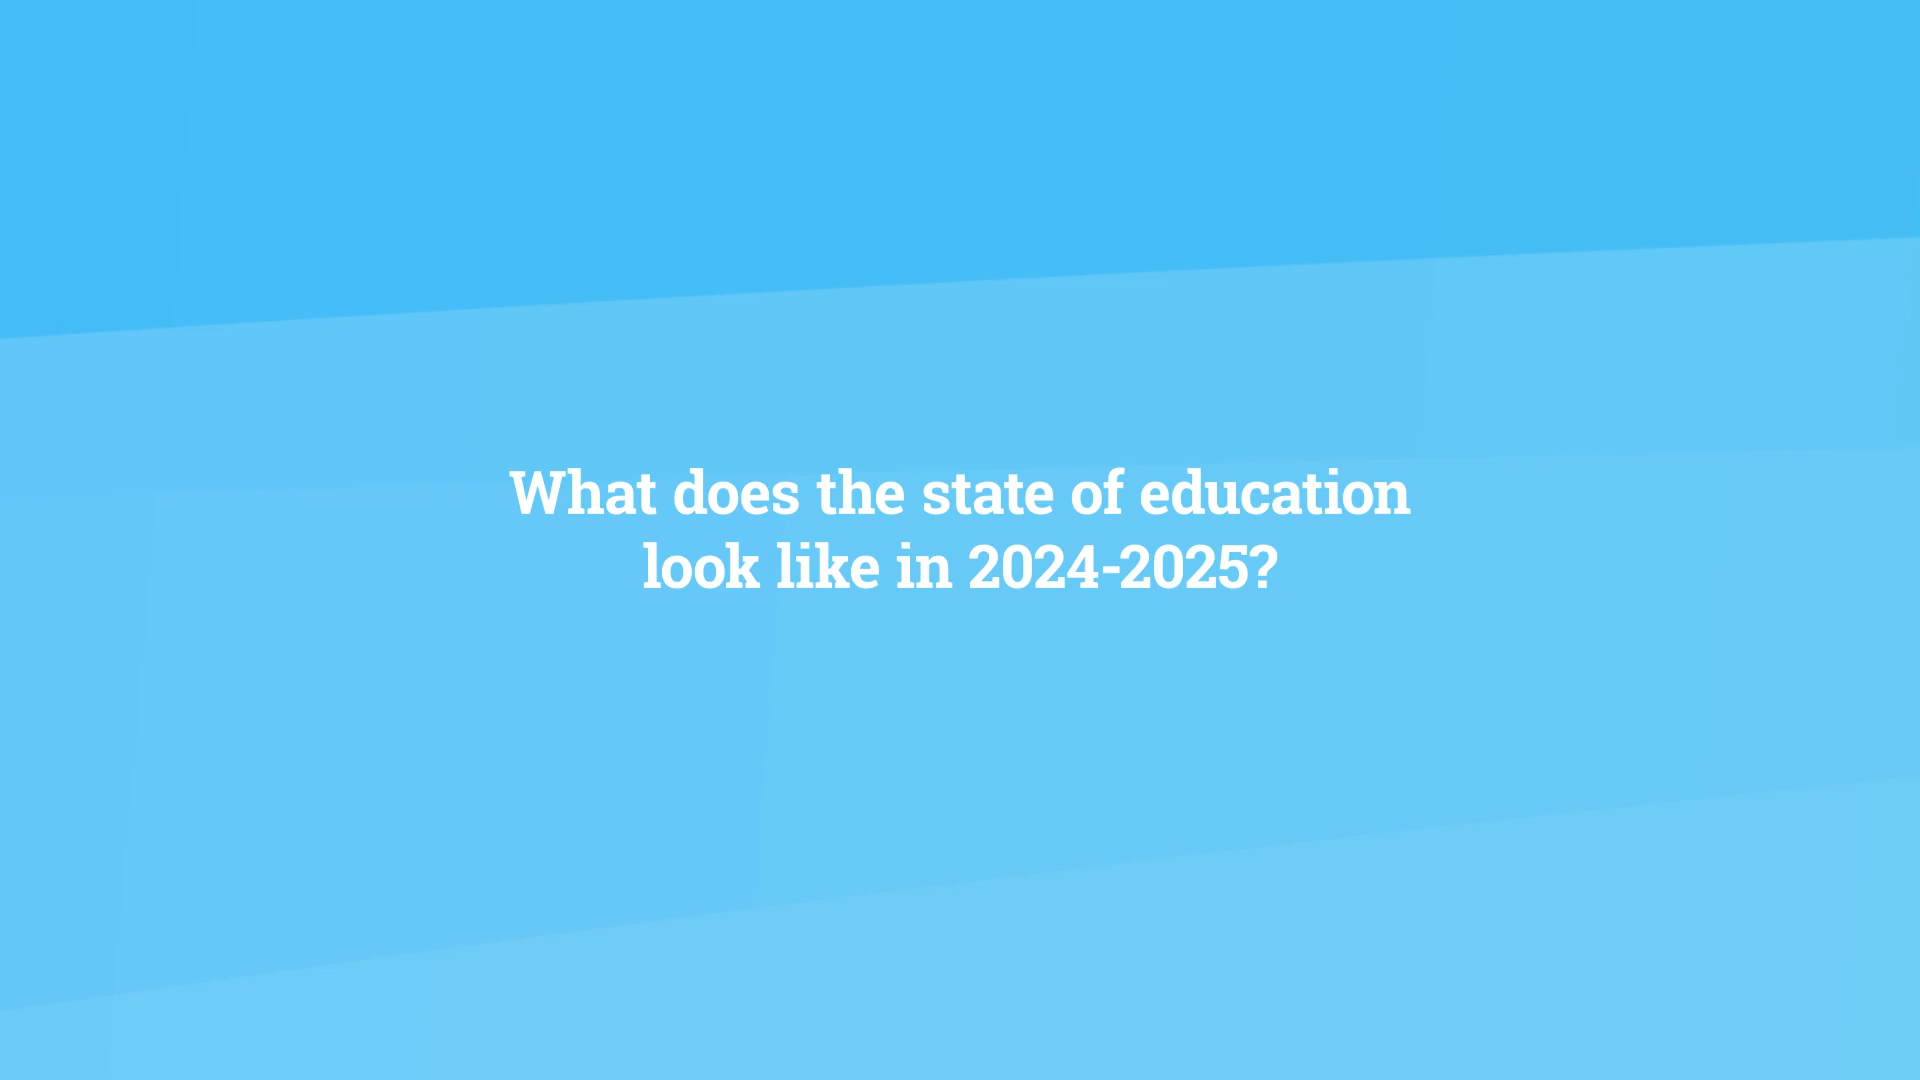 What does the state of education
look like in 2024-2025?